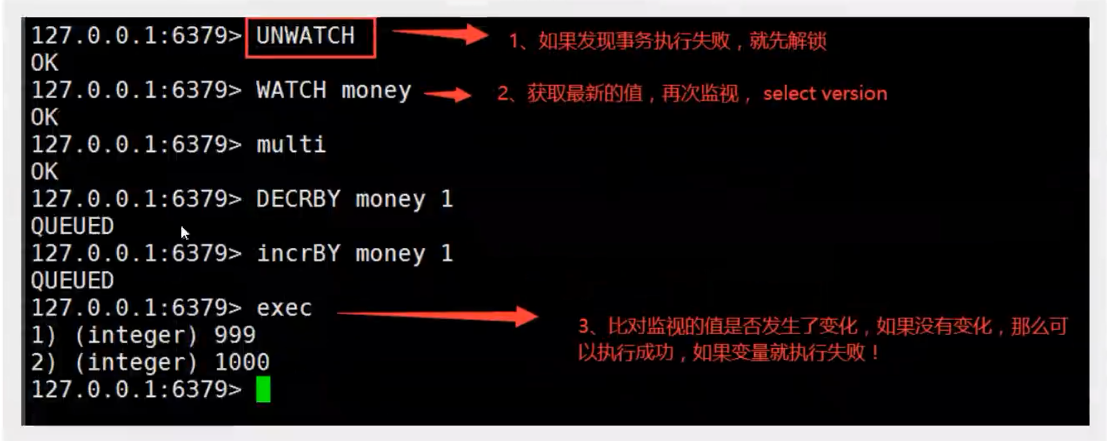 127.0.0.1:6379> UNWATCH
1、如果发现事务执行失败，就先解锁
OK
127.0.0.1:6379> WATCH money
2、获取最新的值，再次监视， select version
OK
127.0.0.1:6379> multi
OK
127.0.0.1:6379> DECRBY money 1
QUEUED
127.0.0.1:6379> incrBY money 1
QUEUED
127.0.0.1:6379> exec
3、比对监视的值是否发生了变化，如果没有变化，那么可
以执行成功，如果变量就执行失败！
1) (integer) 999
2) (integer) 1000
127.0.0.1:6379>